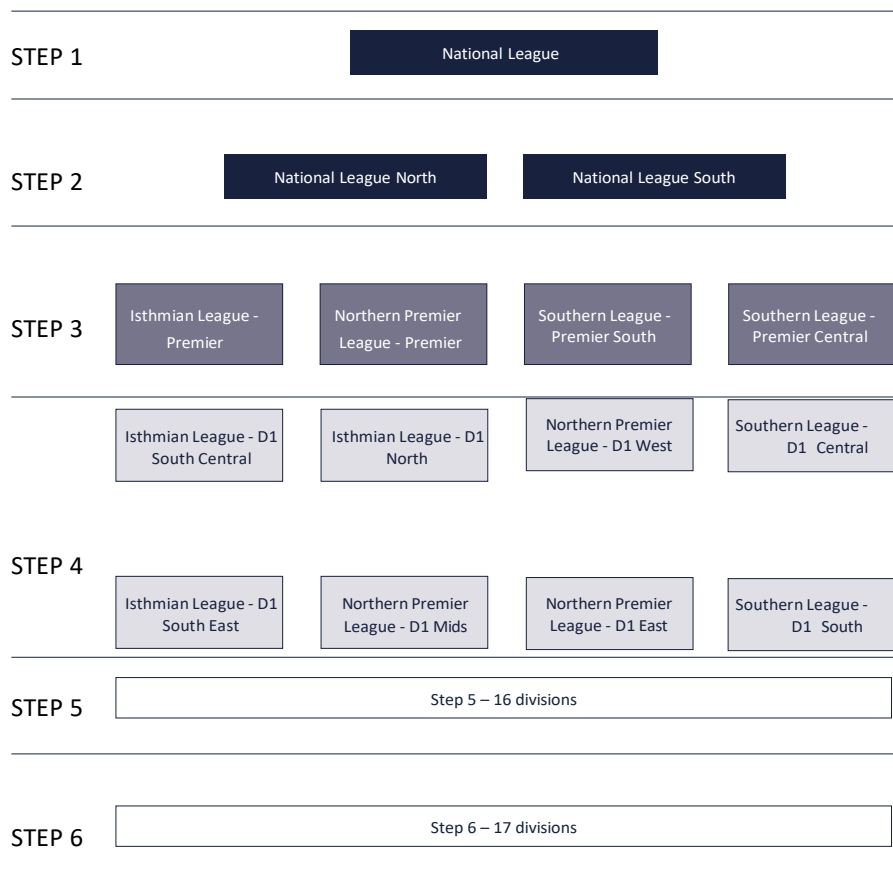 STEP 1
National League
STEP 2
National League North
National League South
STEP 3
Isthmian League -
Premier
Northern Premier
League - Premier
Southern League -
Premier South
Southern League -
Premier Central
STEP 4
Isthmian League - D1
South Central
Isthmian League - D1
North
Northern Premier
League - D1 West
Southern League -
D1 Central
Isthmian League - D1
South East
Northern Premier
League - D1 Mids
Northern Premier
League - D1 East
Southern League -
D1 South
STEP 5
Step 5 – 16 divisions
STEP 6
Step 6 – 17 divisions